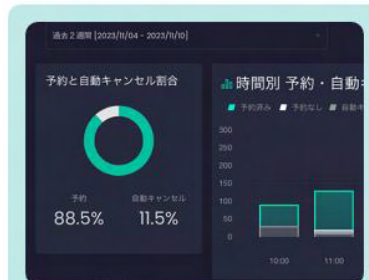 過去2週間 [2023/11/04 - 2023/11/10]
予約と自動キャンセル割合
予約 自動キャンセル
88.5% 11.5%
時間別 予約・自動
予約済み 予約なし 自動キ
300
250
200
150
100
50
0
10:00 11:00